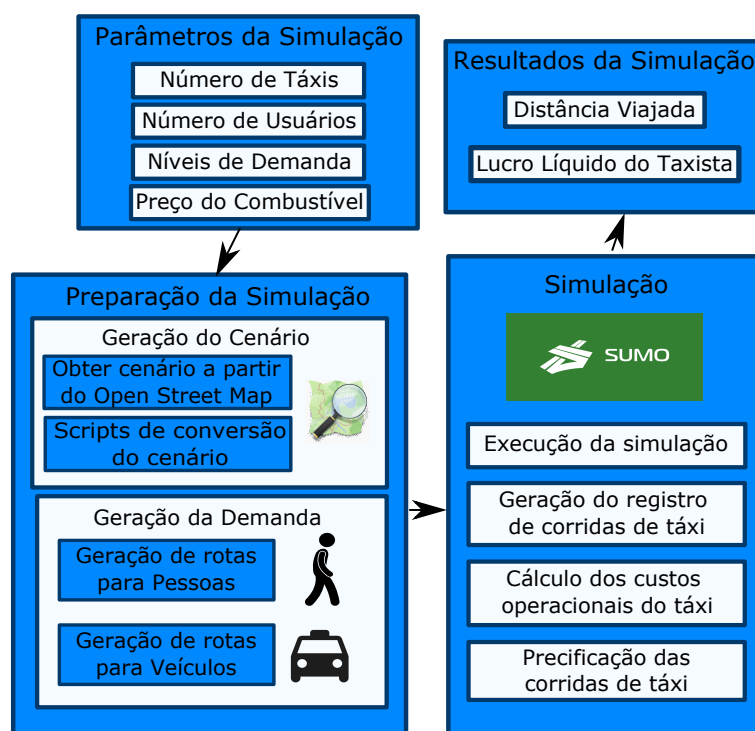 Parâmetros da Simulação
Número de Táxis
Número de Usuários
Níveis de Demanda
Preço do Combustível
Resultados da Simulação
Distância Viajada
Lucro Líquido do Taxista
Preparação da Simulação
Geração do Cenário
Obter cenário a partir
do Open Street Map
Scripts de conversão
do cenário
Geração da Demanda
Geração de rotas
para Pessoas
Geração de rotas
para Veículos
Simulação
SUMO
Execução da simulação
Geração do registro
de corridas de táxi
Cálculo dos custos
operacionais do táxi
Precificação das
corridas de táxi